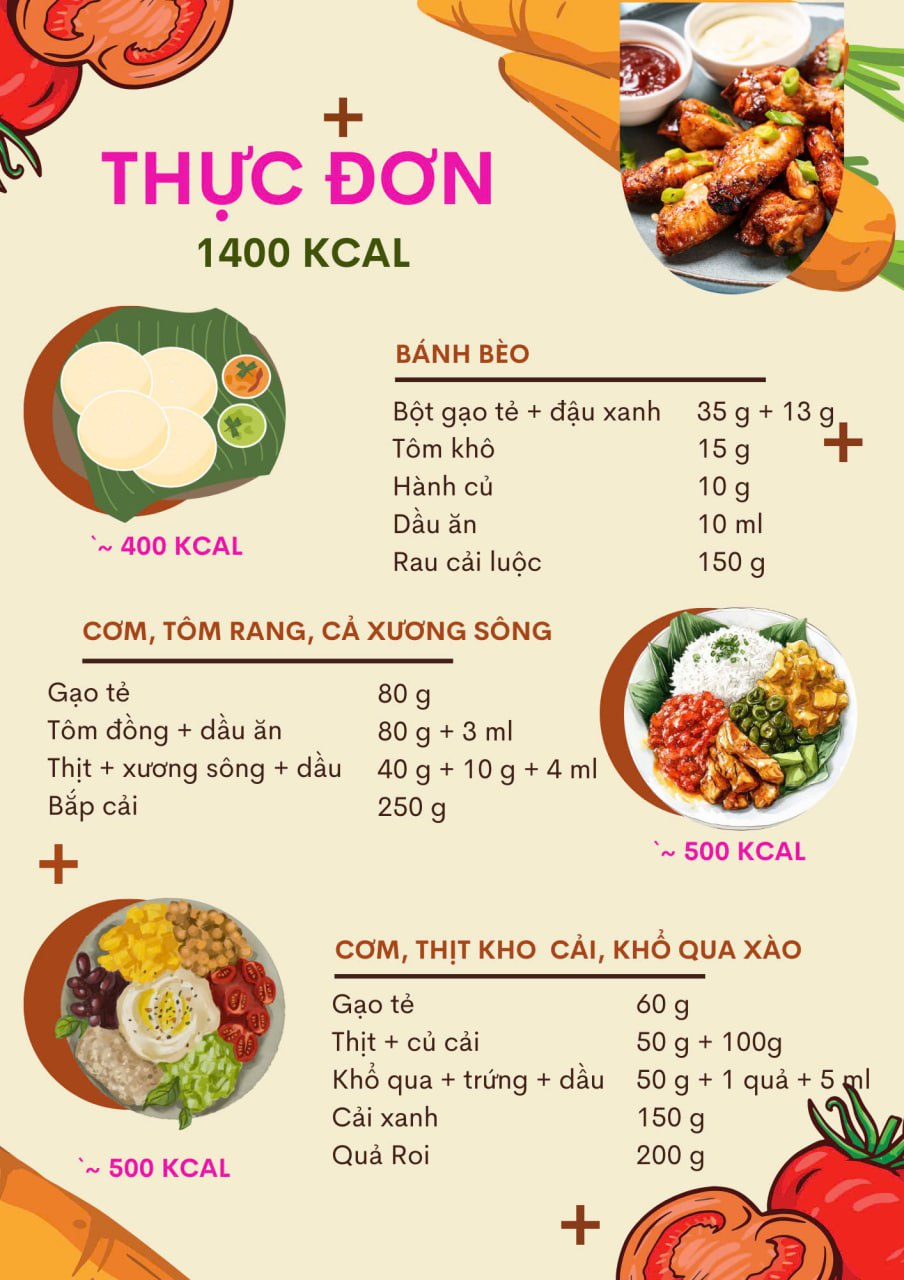 THỰC ĐƠN
1400 KCAL
BÁNH BÈO
Bột gạo tẻ + đậu xanh 35 g + 13 g
Tôm khô 15 g
Hành củ 10 g
Dầu ăn 10 ml
Rau cải luộc 150 g
`~ 400 KCAL
CƠM, TÔM RANG, CẢ XƯƠNG SÔNG
Gạo tẻ 80 g
Tôm đồng + dầu ăn 80 g + 3 ml
Thịt + xương sông + dầu 40 g + 10 g + 4 ml
Bắp cải 250 g
`~ 500 KCAL
CƠM, THỊT KHO CẢI, KHỔ QUA XÀO
Gạo tẻ 60 g
Thịt + củ cải 50 g + 100g
Khổ qua + trứng + dầu 50 g + 1 quả + 5 ml
Cải xanh 150 g
Quả Roi 200 g
`~ 500 KCAL